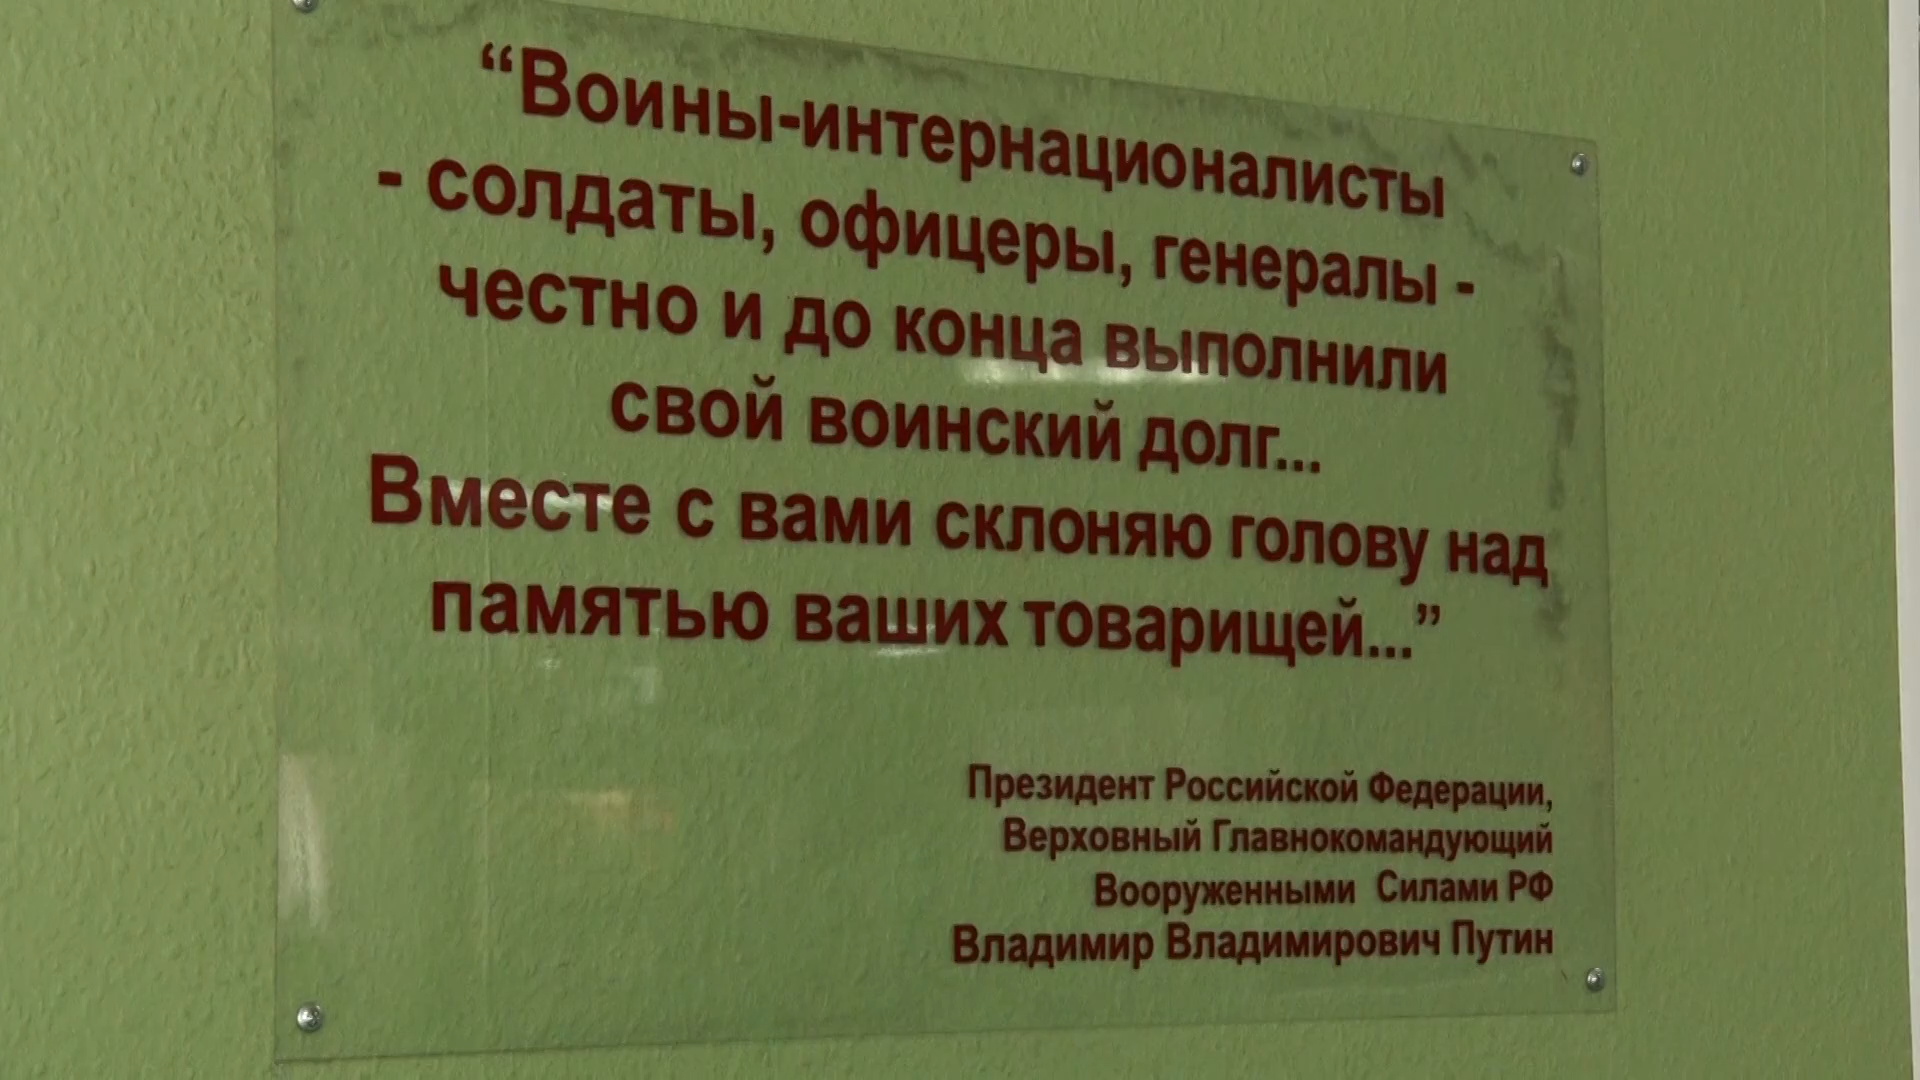 “Воины-интернационалисты
- солдаты, офицеры, генералы -
честно и до конца выполнили
свой воинский долг...
Вместе с вами склоняю голову над
памятью ваших товарищей...”
Президент Российской Федерации,
Верховный Главнокомандующий
Вооруженными Силами РФ
Владимир Владимирович Путин